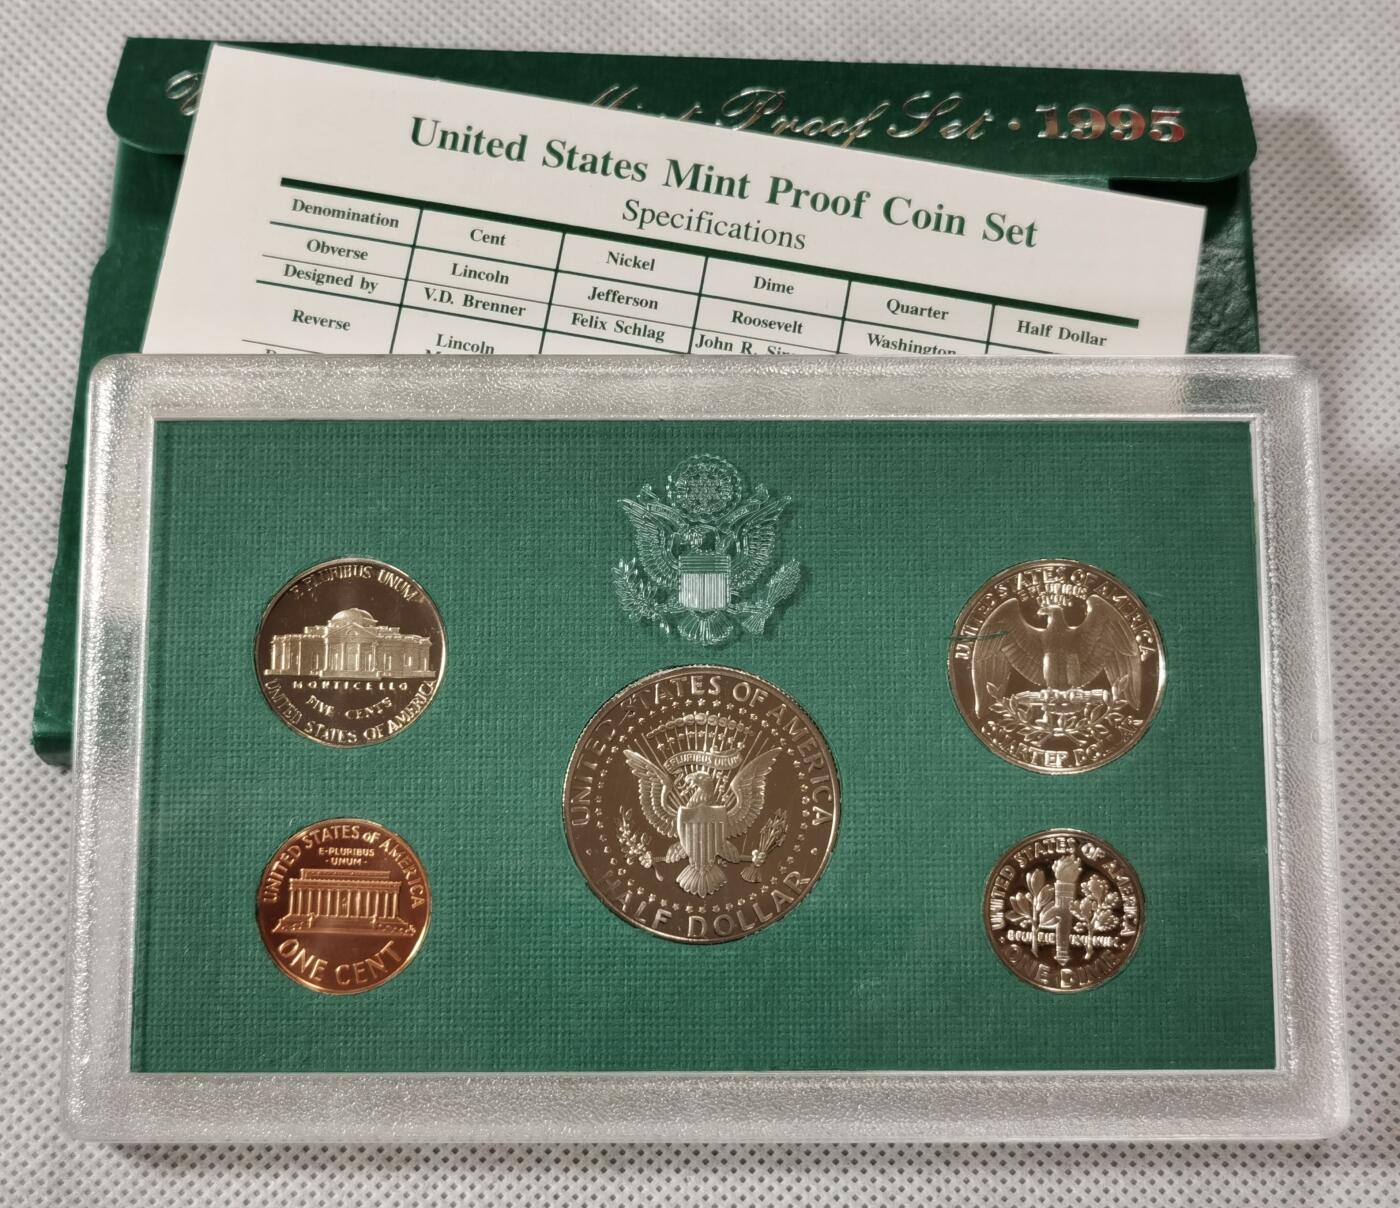 Mint Proof Set · 1995
United States Mint Proof Coin Set
Specifications
Denomination Cent Nickel Dime Quarter Half Dollar
Obverse Lincoln Jefferson Roosevelt Washington
Designed by V.D. Brenner Felix Schlag John R.
Reverse Lincoln
E PLURIBUS UNUM
MONTICELLO
FIVE CENTS
UNITED STATES OF AMERICA
UNITED STATES OF AMERICA
E PLURIBUS UNUM
HALF DOLLAR
UNITED STATES OF AMERICA
E PLURIBUS
UNUM
QUARTER DOLLAR
UNITED STATES OF AMERICA
E·PLURIBUS
·UNUM·
ONE CENT
UNITED STATES OF AMERICA
ONE DIME